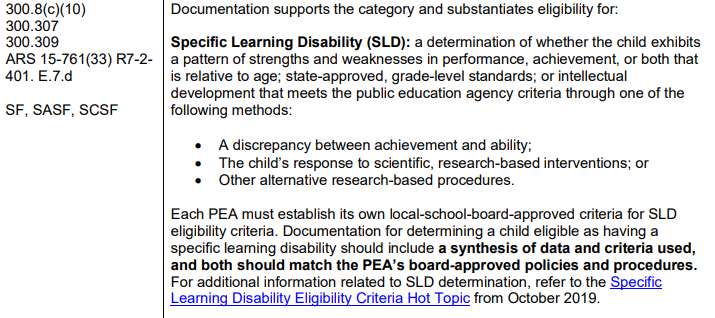 300.8(c)(10)
300.307
300.309
ARS 15-761(33) R7-2-
401. E.7.d
SF, SASF, SCSF
Documentation supports the category and substantiates eligibility for:
Specific Learning Disability (SLD): a determination of whether the child exhibits
a pattern of strengths and weaknesses in performance, achievement, or both that
is relative to age; state-approved, grade-level standards; or intellectual
development that meets the public education agency criteria through one of the
following methods:
• A discrepancy between achievement and ability;
• The child's response to scientific, research-based interventions; or
• Other alternative research-based procedures.
Each PEA must establish its own local-school-board-approved criteria for SLD
eligibility criteria. Documentation for determining a child eligible as having a
specific learning disability should include a synthesis of data and criteria used,
and both should match the PEA's board-approved policies and procedures.
For additional information related to SLD determination, refer to the Specific
Learning Disability Eligibility Criteria Hot Topic from October 2019.